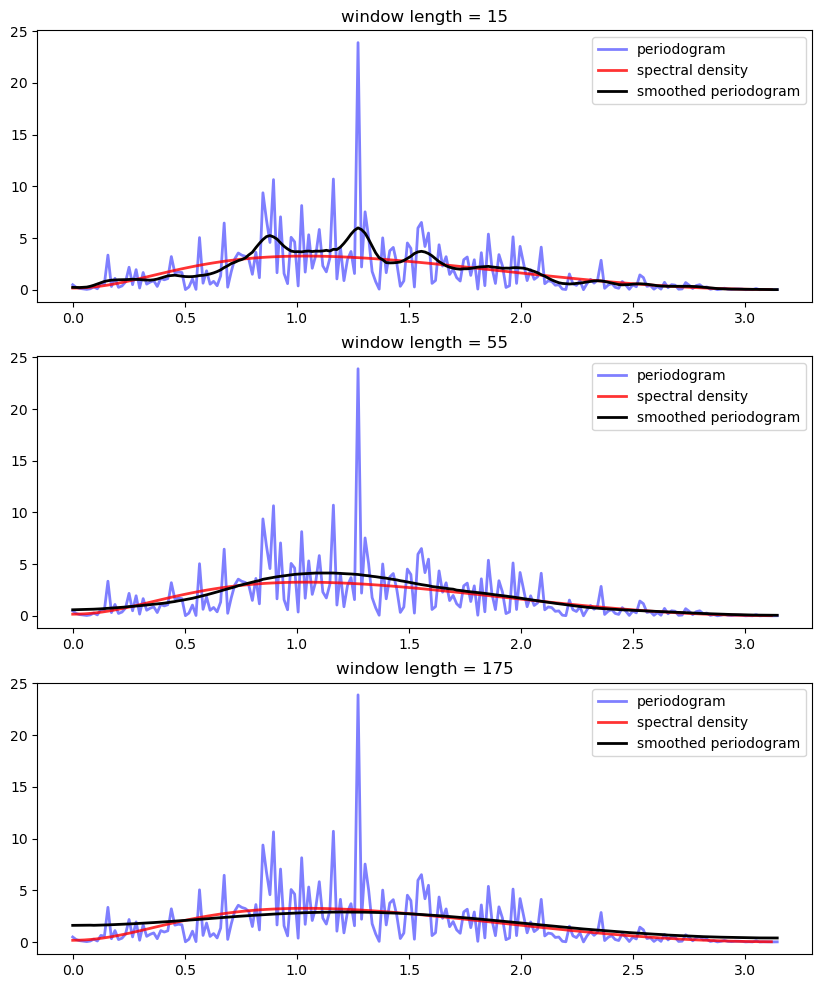 window length = 15
25
20
15
10
5
0
periodogram
spectral density
smoothed periodogram
0.0 0.5 1.0 1.5 2.0 2.5 3.0
window length = 55
25
20
15
10
5
0
periodogram
spectral density
smoothed periodogram
0.0 0.5 1.0 1.5 2.0 2.5 3.0
window length = 175
25
20
15
10
5
0
periodogram
spectral density
smoothed periodogram
0.0 0.5 1.0 1.5 2.0 2.5 3.0